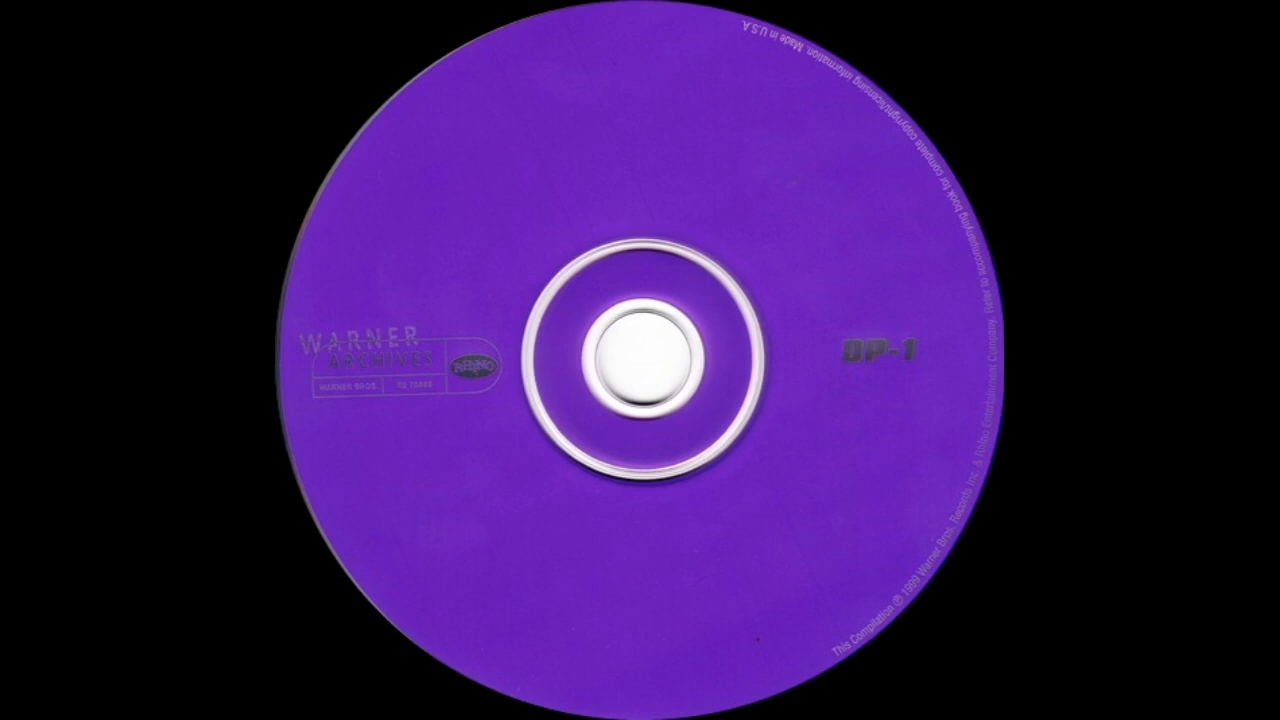 WARNER
ARCHIVES
RHINO
WARNER BROS.
DP-1
This Compilation ℗ 1999 Warner Bros. Records Inc. & Rhino Entertainment Company. Refer to accompanying book for complete copyright/licensing information. Made in U.S.A.